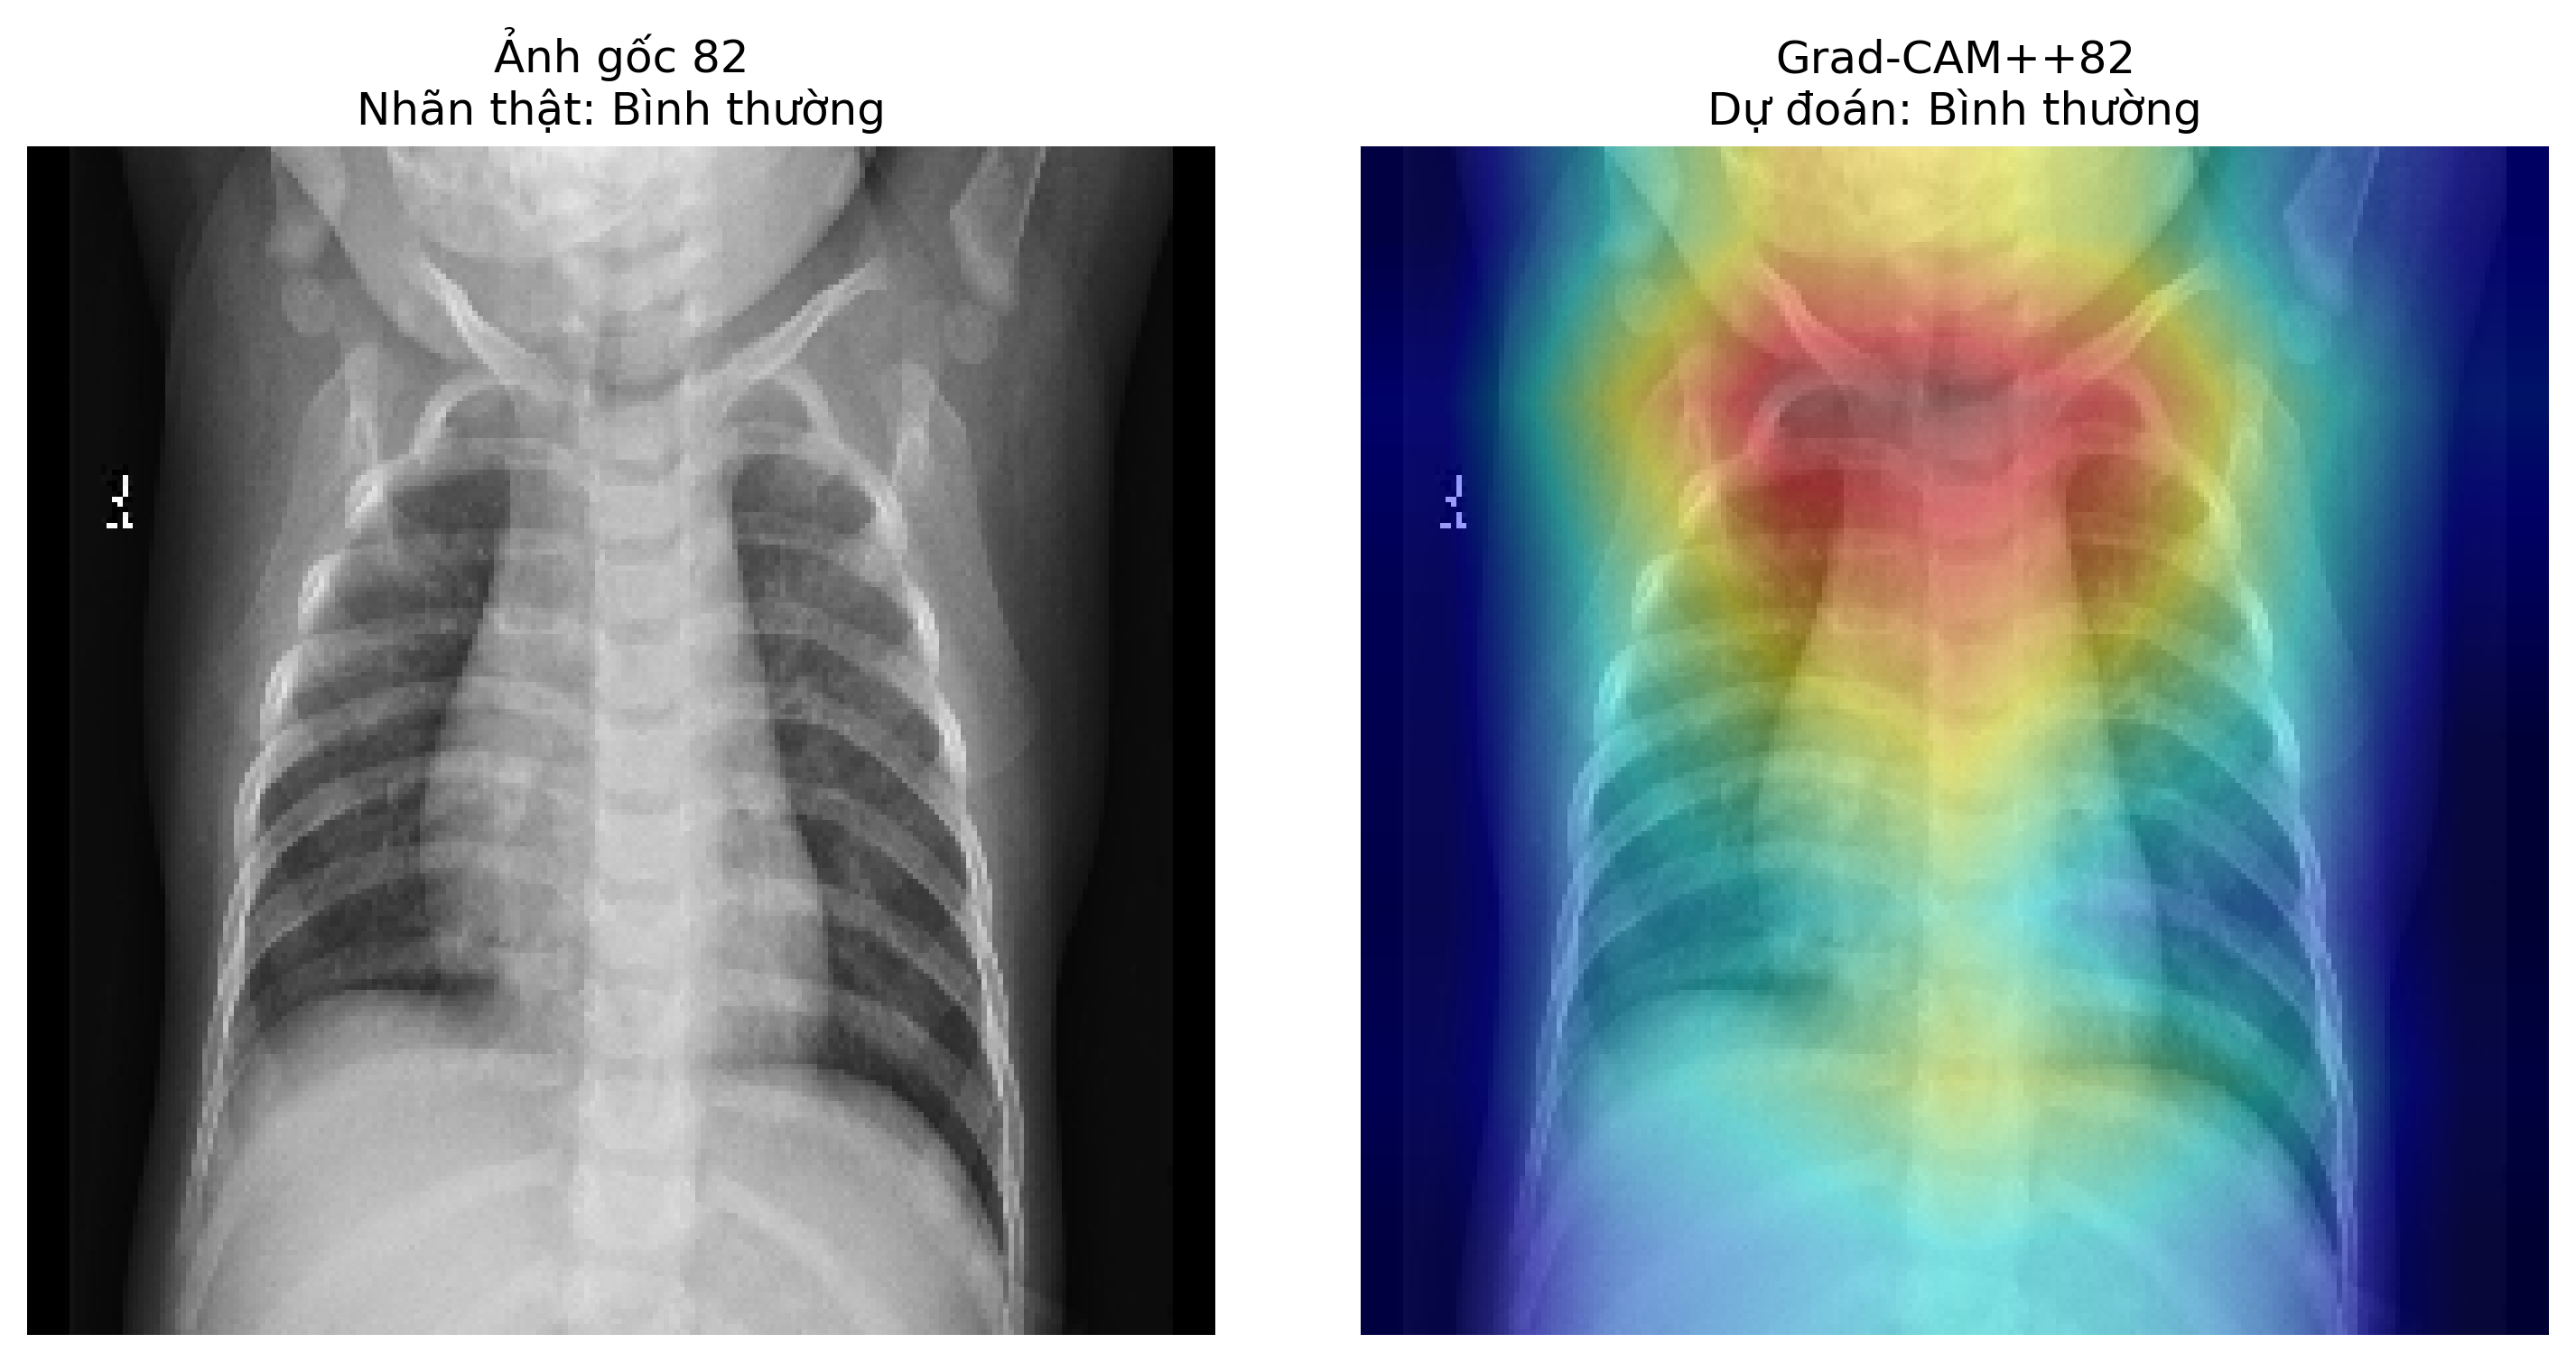 Ảnh gốc 82
Nhãn thật: Bình thường
Grad-CAM++82
Dự đoán: Bình thường